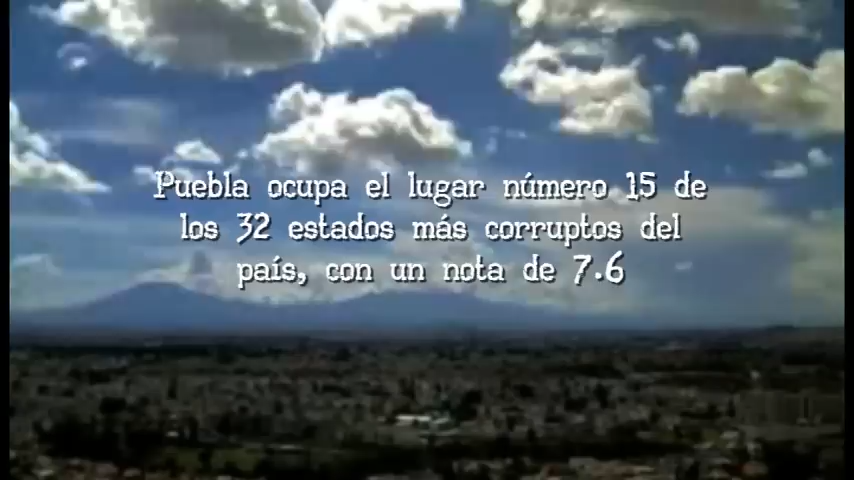 Puebla ocupa el lugar número 15 de
los 32 estados más corruptos del
país, con un nota de 7.6